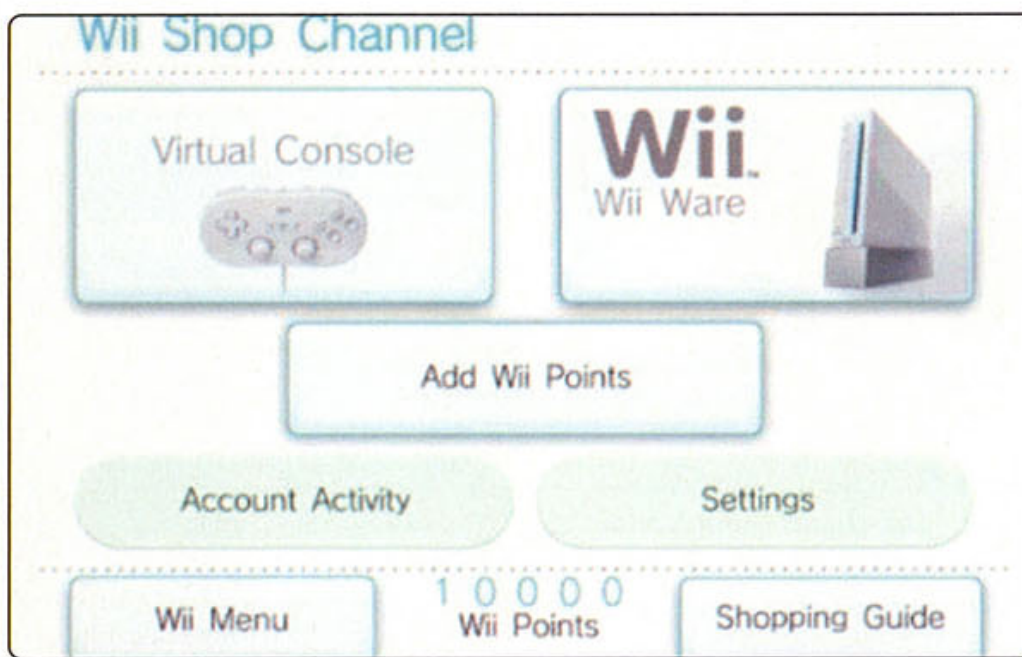 Wii Shop Channel
Virtual Console
Wii
Wii Ware
Add Wii Points
Account Activity
Settings
10000
Wii Points
Wii Menu
Shopping Guide